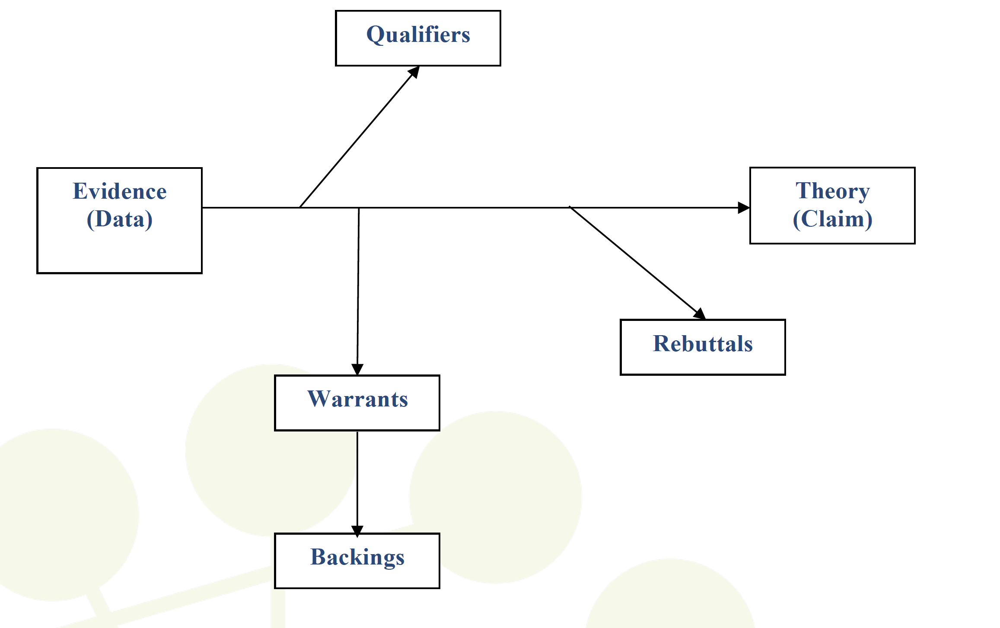 Qualifiers
Evidence
(Data)
Theory
(Claim)
Rebuttals
Warrants
Backings